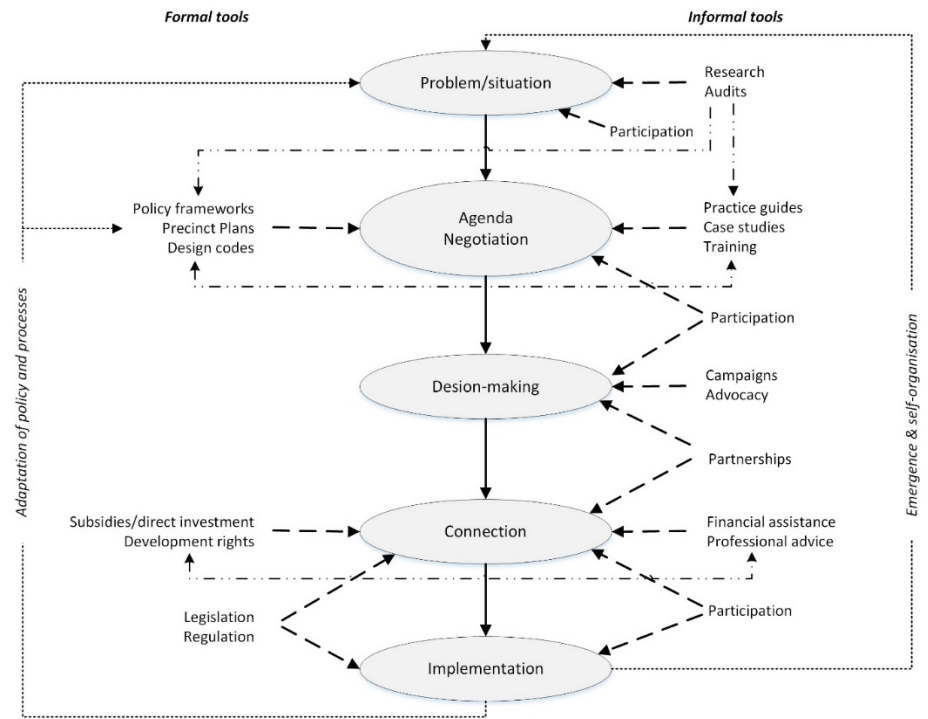 Formal tools
Informal tools
Problem/situation
Research
Audits
Participation
Policy frameworks
Precinct Plans
Design codes
Agenda
Negotiation
Practice guides
Case studies
Training
Participation
Desion-making
Campaigns
Advocacy
Partnerships
Subsidies/direct investment
Development rights
Connection
Financial assistance
Professional advice
Legislation
Regulation
Participation
Implementation
Adaptation of policy and processes
Emergence & self-organisation